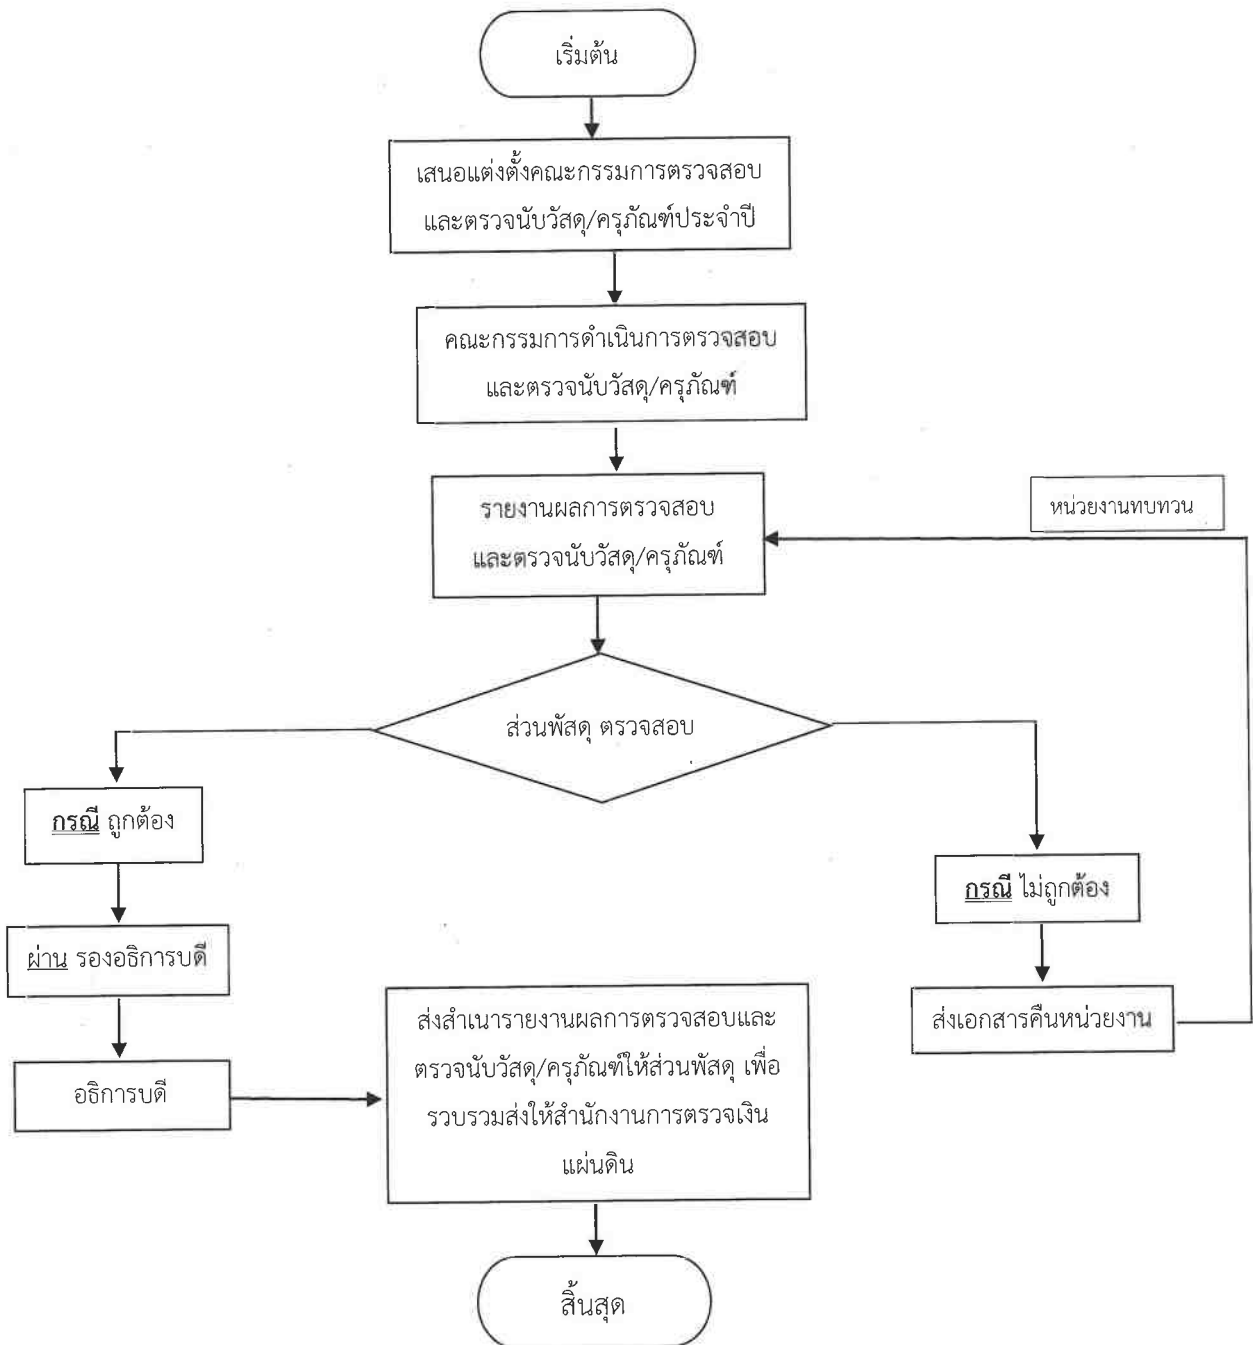 เริ่มต้น
เสนอแต่งตั้งคณะกรรมการตรวจสอบ
และตรวจนับวัสดุ/ครุภัณฑ์ประจำปี
คณะกรรมการดำเนินการตรวจสอบ
และตรวจนับวัสดุ/ครุภัณฑ์
รายงานผลการตรวจสอบ
และตรวจนับวัสดุ/ครุภัณฑ์
หน่วยงานทบทวน
ส่วนพัสดุ ตรวจสอบ
กรณี ถูกต้อง
กรณี ไม่ถูกต้อง
ผ่าน รองอธิการบดี
ส่งเอกสารคืนหน่วยงาน
อธิการบดี
ส่งสำเนารายงานผลการตรวจสอบและ
ตรวจนับวัสดุ/ครุภัณฑ์ให้ส่วนพัสดุ เพื่อ
รวบรวมส่งให้สำนักงานการตรวจเงิน
แผ่นดิน
สิ้นสุด